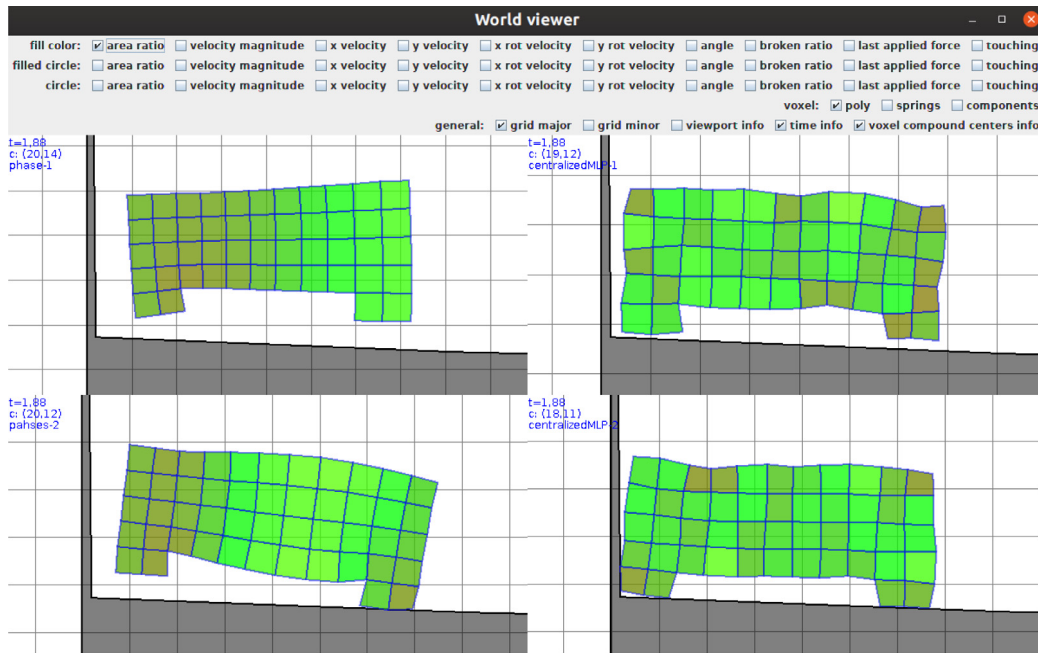 World viewer
fill color: area ratio velocity magnitude x velocity y velocity x rot velocity y rot velocity angle broken ratio last applied force touching
filled circle: area ratio velocity magnitude x velocity y velocity x rot velocity y rot velocity angle broken ratio last applied force touching
circle: area ratio velocity magnitude x velocity y velocity x rot velocity y rot velocity angle broken ratio last applied force touching
voxel: poly springs components
general: grid major grid minor viewport info time info voxel compound centers info
t=1,88
c: (20,14)
phase-1
t=1,88
c: (19,12)
centralizedMLP-1
t=1,88
c: (20,12)
pahses-2
t=1,88
c: (18,11)
centralizedMLP-2